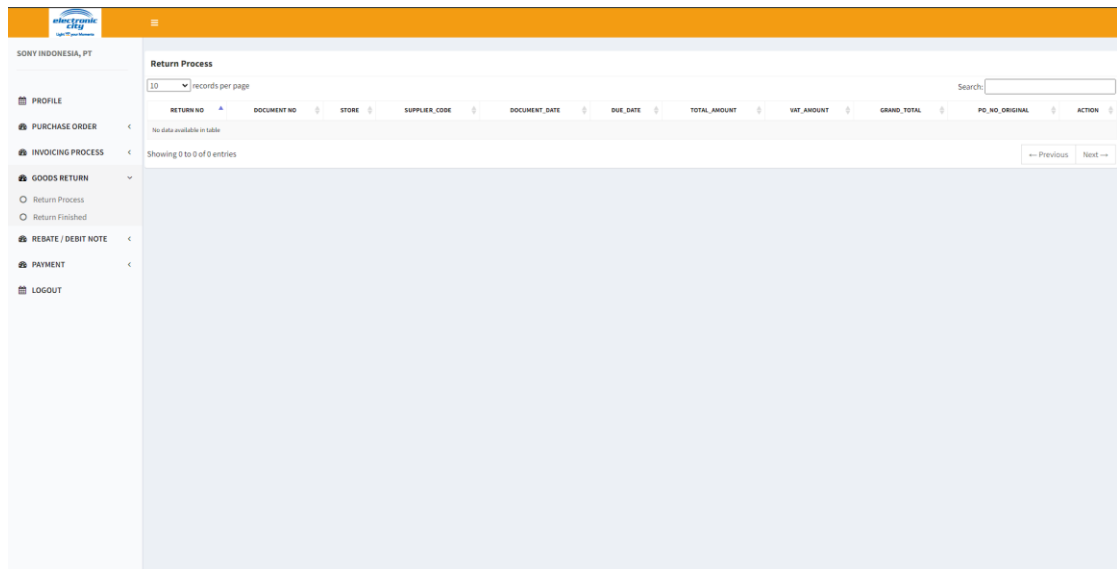 electronic
city
SONY INDONESIA, PT
PROFILE
PURCHASE ORDER
INVOICING PROCESS
GOODS RETURN
Return Process
Return Finished
REBATE / DEBIT NOTE
PAYMENT
LOGOUT
Return Process
10 records per page
Search:
RETURN NO DOCUMENT NO STORE SUPPLIER_CODE DOCUMENT_DATE DUE_DATE TOTAL_AMOUNT VAT_AMOUNT GRAND_TOTAL PO_NO_ORIGINAL ACTION
No data available in table
Showing 0 to 0 of 0 entries
← Previous Next →